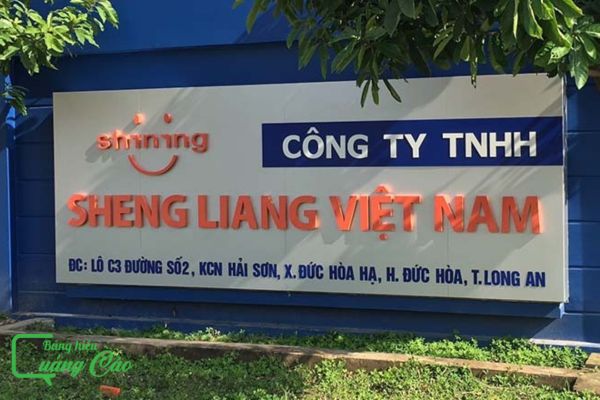 shining
CÔNG TY TNHH
SHENG LIANG VIỆT NAM
ĐC: LÔ C3 ĐƯỜNG SỐ2, KCN HẢI SƠN, X.ĐỨC HÒA HẠ, H. ĐỨC HÒA, T.LONG AN
Bảng hiệu
Quảng Cáo